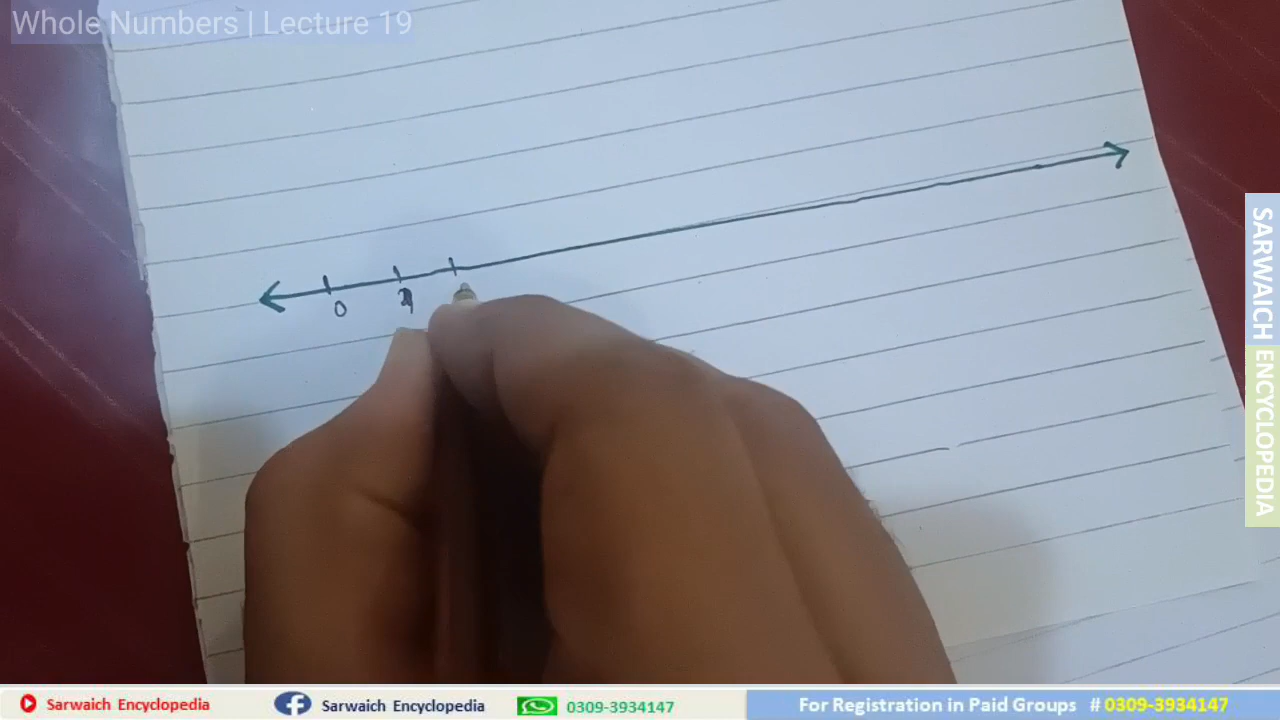 Whole Numbers | Lecture 19
0
SARWAICH ENCYCLOPEDIA
Sarwaich Encyclopedia Sarwaich Encyclopedia 0309-3934147 For Registration in Paid Groups # 0309-3934147